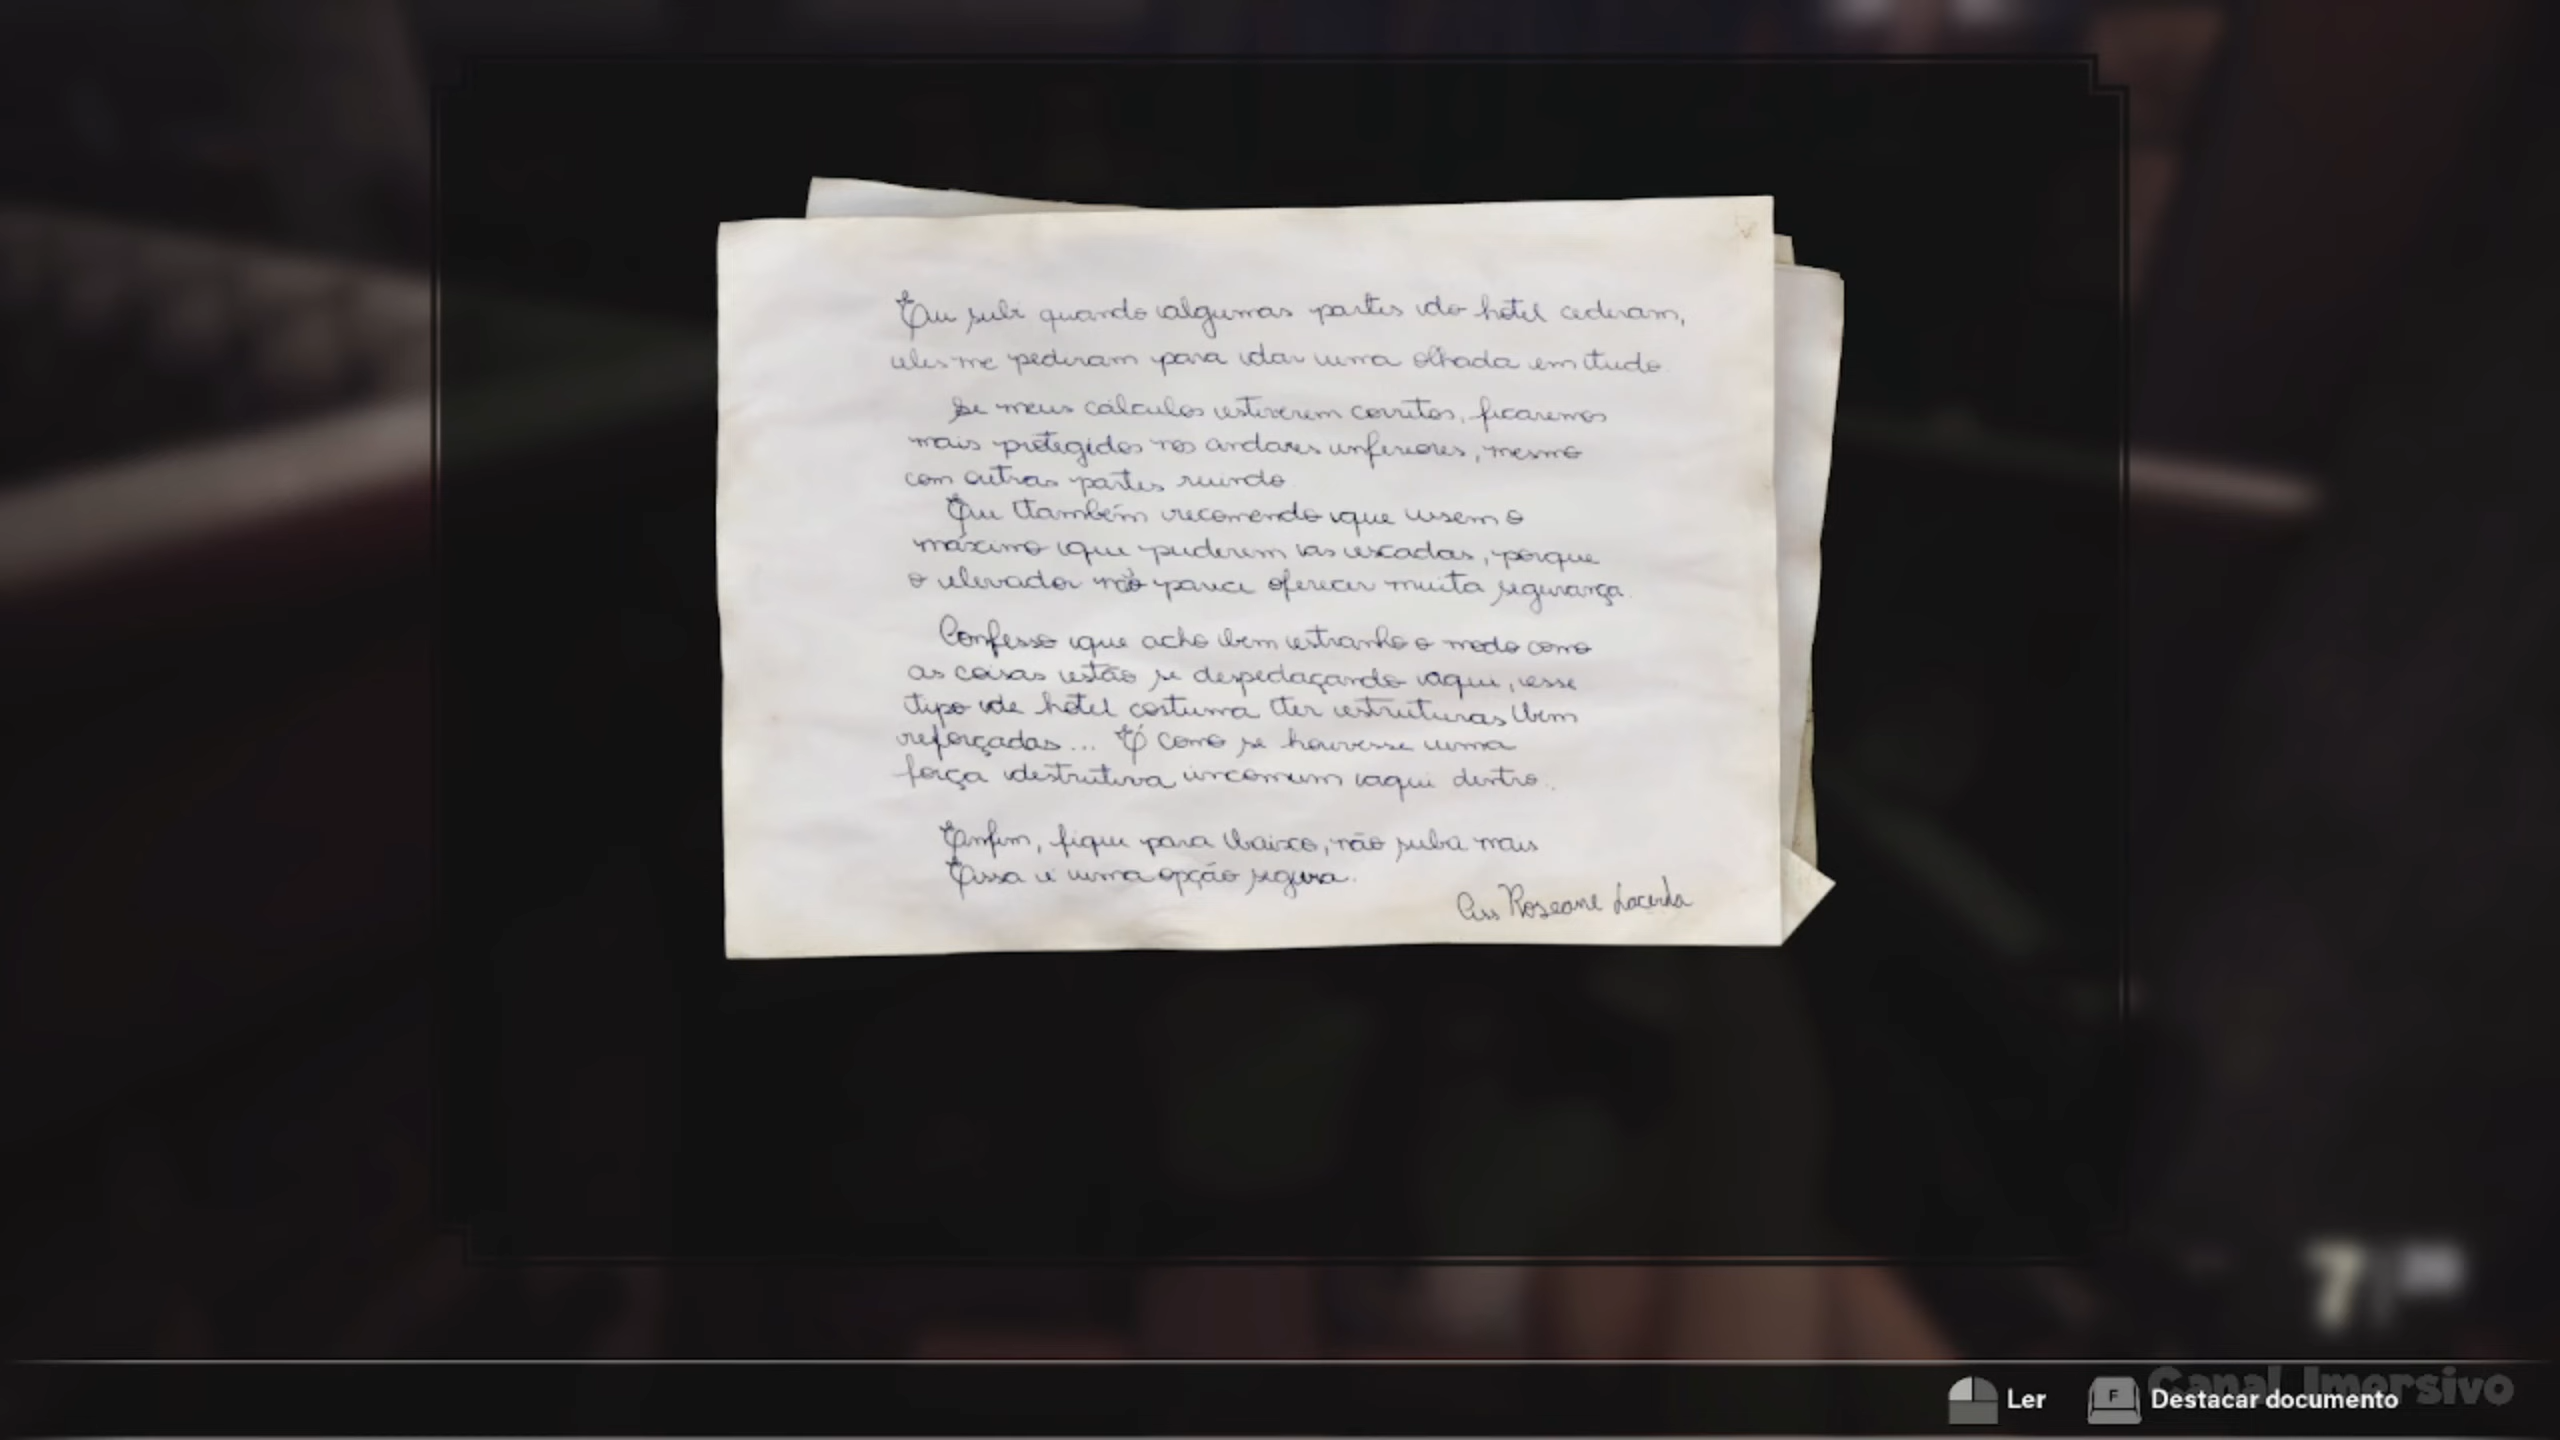 Eu subi quando algumas partes do hotel cederam,
eles me pediram para dar uma olhada em tudo.
Se meus cálculos estiverem corretos, ficaremos
mais protegidos nos andares inferiores, mesmo
com outras partes ruindo
Eu também recomendo que usem o
máximo que puderem as escadas, porque
o elevador não parece oferecer muita segurança.
Confesso que acho bem estranho o modo como
as coisas estão se despedaçando aqui, esse
tipo de hotel costuma ter estruturas bem
reforçadas... É como se houvesse uma
força destrutiva incomum aqui dentro.
Enfim, fique para baixo, não suba mais
Essa é uma opção segura.
Ass Roseane Lacerda
7
Canal Imersivo
Ler
F
Destacar documento